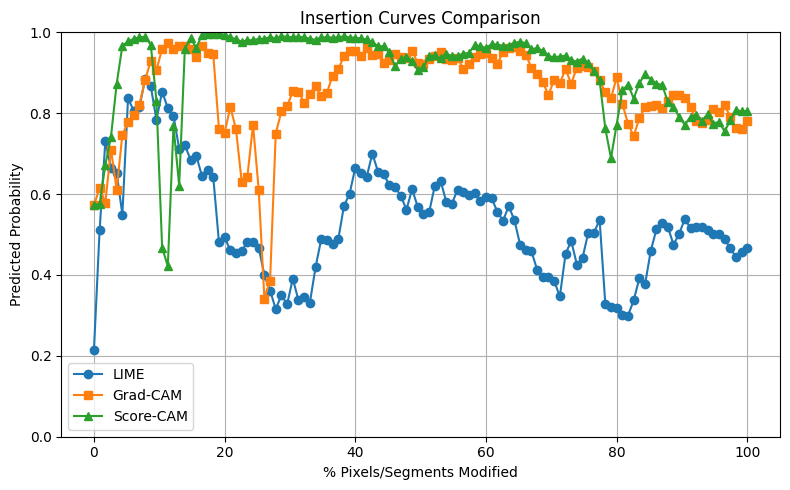 Insertion Curves Comparison
Predicted Probability
1.0
0.8
0.6
0.4
0.2
0.0
LIME
Grad-CAM
Score-CAM
0 20 40 60 80 100
% Pixels/Segments Modified